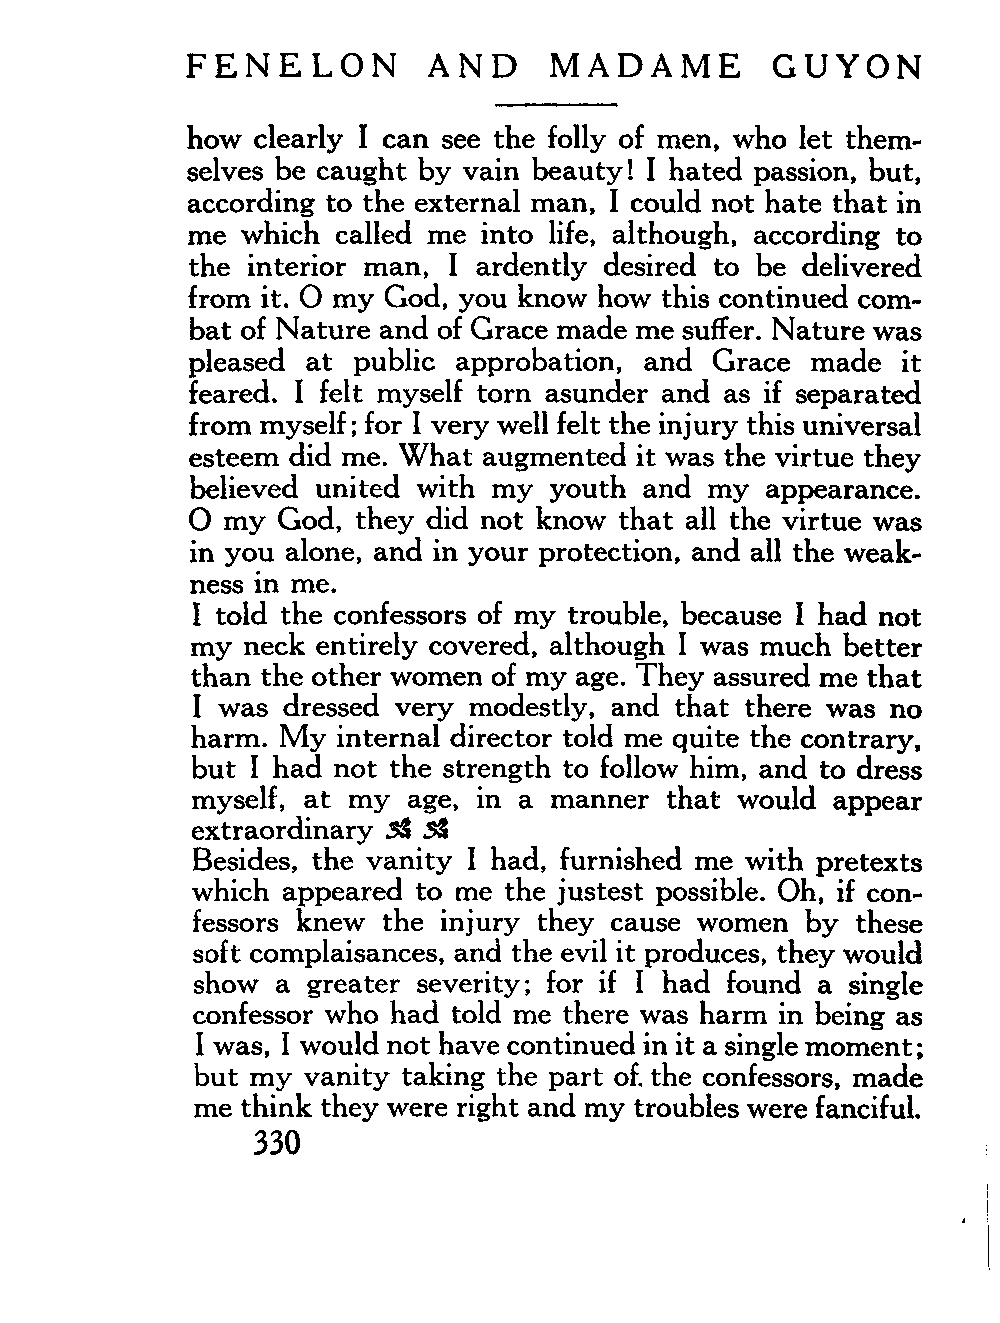 FENELON AND MADAME GUYON
how clearly I can see the folly of men, who let them-
selves be caught by vain beauty! I hated passion, but,
according to the external man, I could not hate that in
me which called me into life, although, according to
the interior man, I ardently desired to be delivered
from it. O my God, you know how this continued com-
bat of Nature and of Grace made me suffer. Nature was
pleased at public approbation, and Grace made it
feared. I felt myself torn asunder and as if separated
from myself; for I very well felt the injury this universal
esteem did me. What augmented it was the virtue they
believed united with my youth and my appearance.
O my God, they did not know that all the virtue was
in you alone, and in your protection, and all the weak-
ness in me.
I told the confessors of my trouble, because I had not
my neck entirely covered, although I was much better
than the other women of my age. They assured me that
I was dressed very modestly, and that there was no
harm. My internal director told me quite the contrary,
but I had not the strength to follow him, and to dress
myself, at my age, in a manner that would appear
extraordinary
Besides, the vanity I had, furnished me with pretexts
which appeared to me the justest possible. Oh, if con-
fessors knew the injury they cause women by these
soft complaisances, and the evil it produces, they would
show a greater severity; for if I had found a single
confessor who had told me there was harm in being as
I was, I would not have continued in it a single moment;
but my vanity taking the part of. the confessors, made
me think they were right and my troubles were fanciful.
330